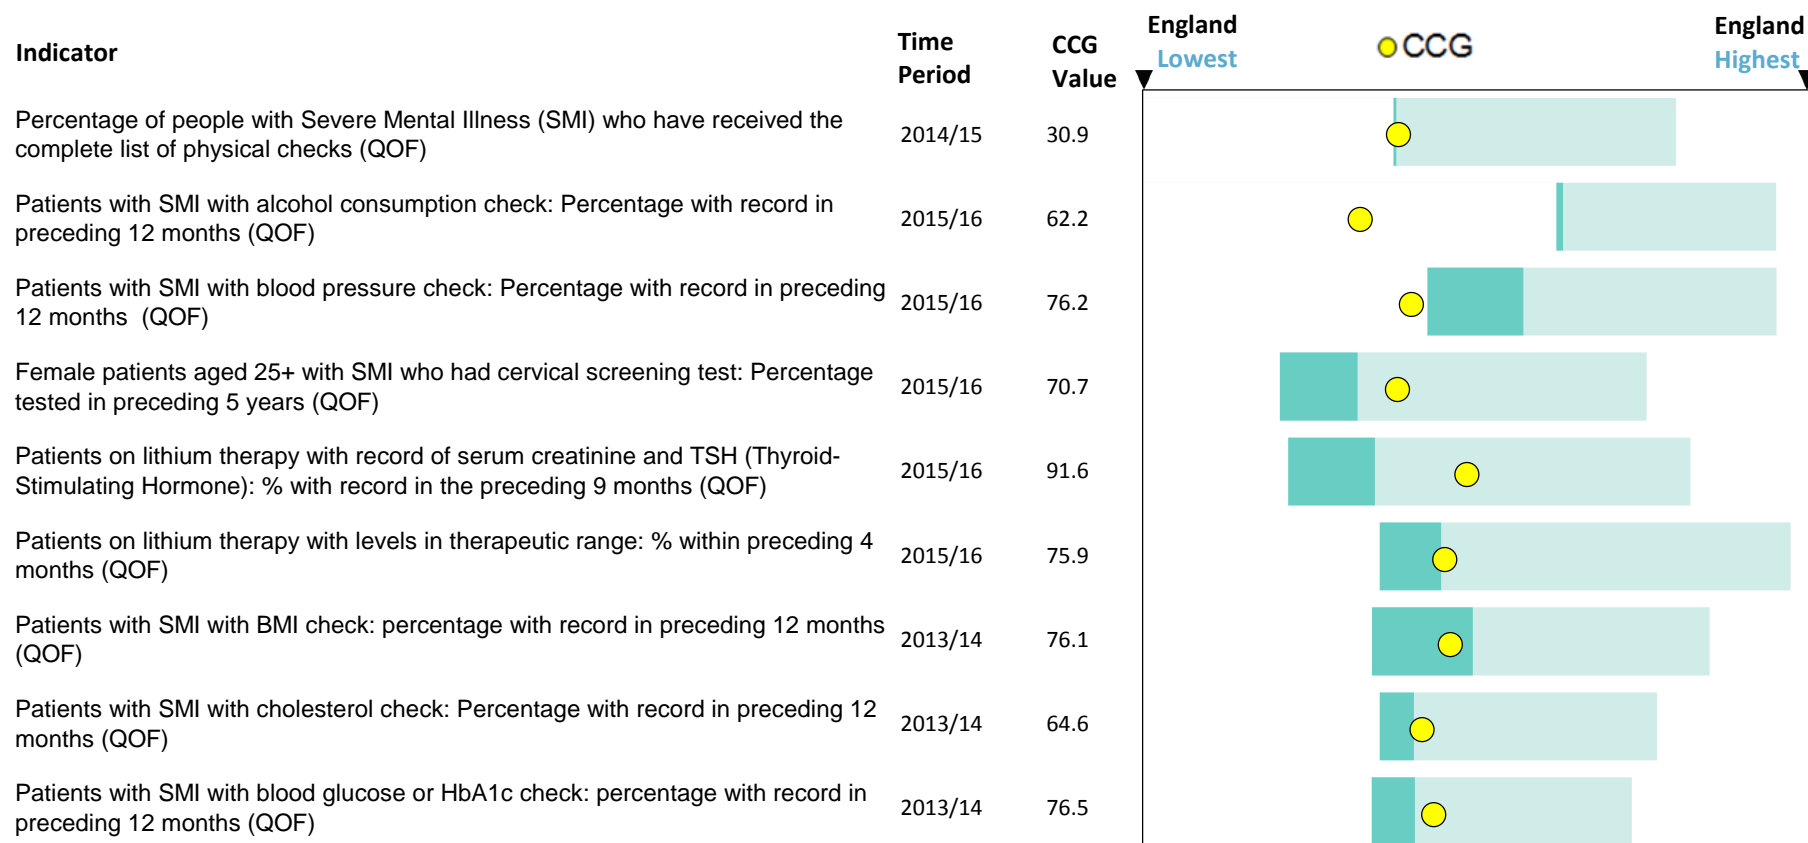 Indicator
Time Period
CCG Value
England Lowest
CCG
England Highest
Percentage of people with Severe Mental Illness (SMI) who have received the
complete list of physical checks (QOF)
2014/15
30.9
Patients with SMI with alcohol consumption check: Percentage with record in
preceding 12 months (QOF)
2015/16
62.2
Patients with SMI with blood pressure check: Percentage with record in preceding
12 months  (QOF)
2015/16
76.2
Female patients aged 25+ with SMI who had cervical screening test: Percentage
tested in preceding 5 years (QOF)
2015/16
70.7
Patients on lithium therapy with record of serum creatinine and TSH (Thyroid-
Stimulating Hormone): % with record in the preceding 9 months (QOF)
2015/16
91.6
Patients on lithium therapy with levels in therapeutic range: % within preceding 4
months (QOF)
2015/16
75.9
Patients with SMI with BMI check: percentage with record in preceding 12 months
(QOF)
2013/14
76.1
Patients with SMI with cholesterol check: Percentage with record in preceding 12
months (QOF)
2013/14
64.6
Patients with SMI with blood glucose or HbA1c check: percentage with record in
preceding 12 months (QOF)
2013/14
76.5